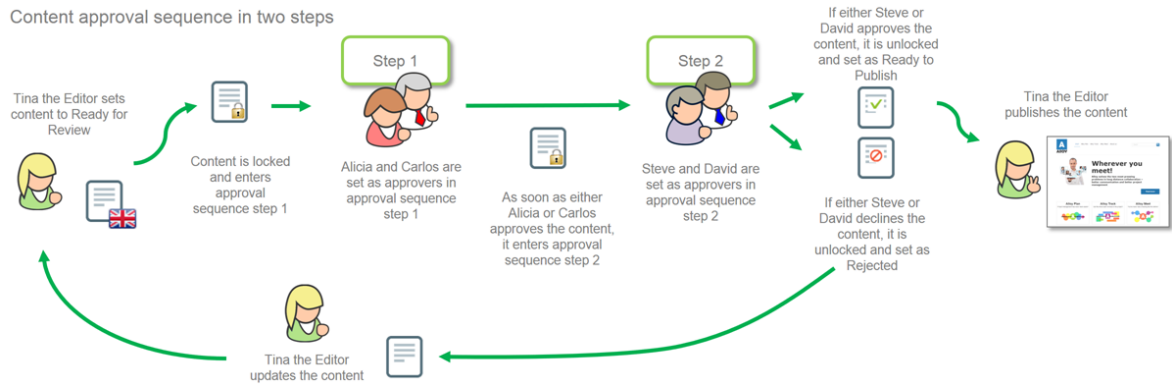 Content approval sequence in two steps
Tina the Editor sets
content to Ready for
Review
Content is locked
and enters
approval
sequence step 1
Step 1
Alicia and Carlos are
set as approvers in
approval sequence
step 1
As soon as either
Alicia or Carlos
approves the content,
it enters approval
sequence step 2
Step 2
Steve and David are
set as approvers in
approval sequence
step 2
If either Steve or
David approves the
content, it is unlocked
and set as Ready to
Publish
If either Steve or
David declines the
content, it is
unlocked and set as
Rejected
Tina the Editor
publishes the content
Wherever you
meet!
Tina the Editor
updates the content